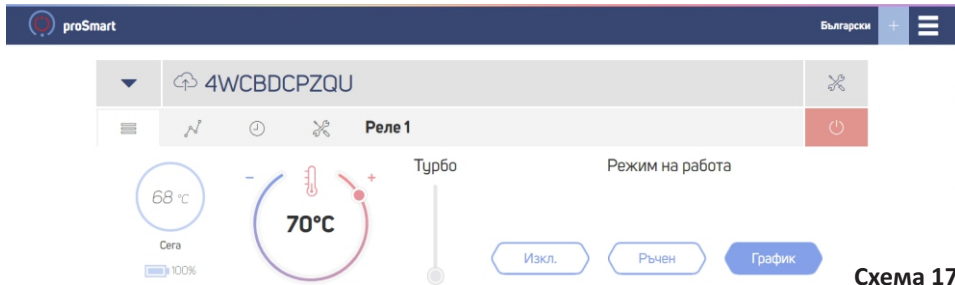 proSmart
Български
+
4WCBDCPZQU
Реле 1
Турбо
Режим на работа
- +
68 °C
70°C
Сега
100%
Изкл.
Ръчен
График
Схема 17